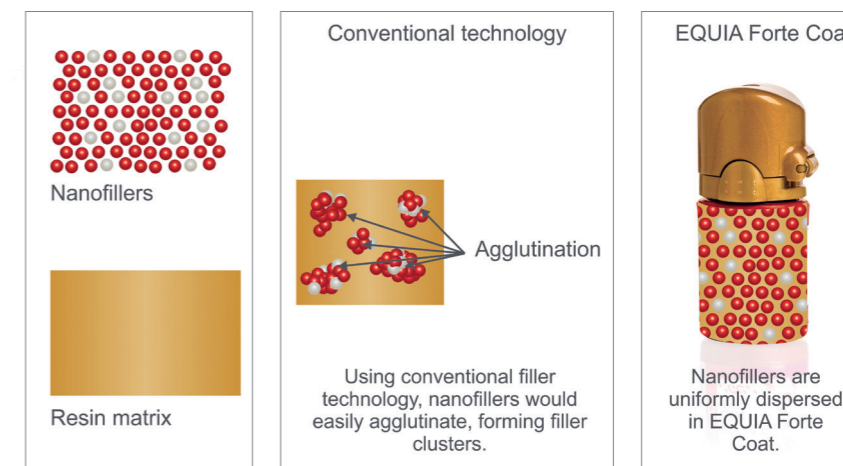 Nanofillers
Resin matrix
Conventional technology
Agglutination
Using conventional filler
technology, nanofillers would
easily agglutinate, forming filler
clusters.
EQUIA Forte Coa
Nanofillers are
uniformly dispersed
in EQUIA Forte
Coat.